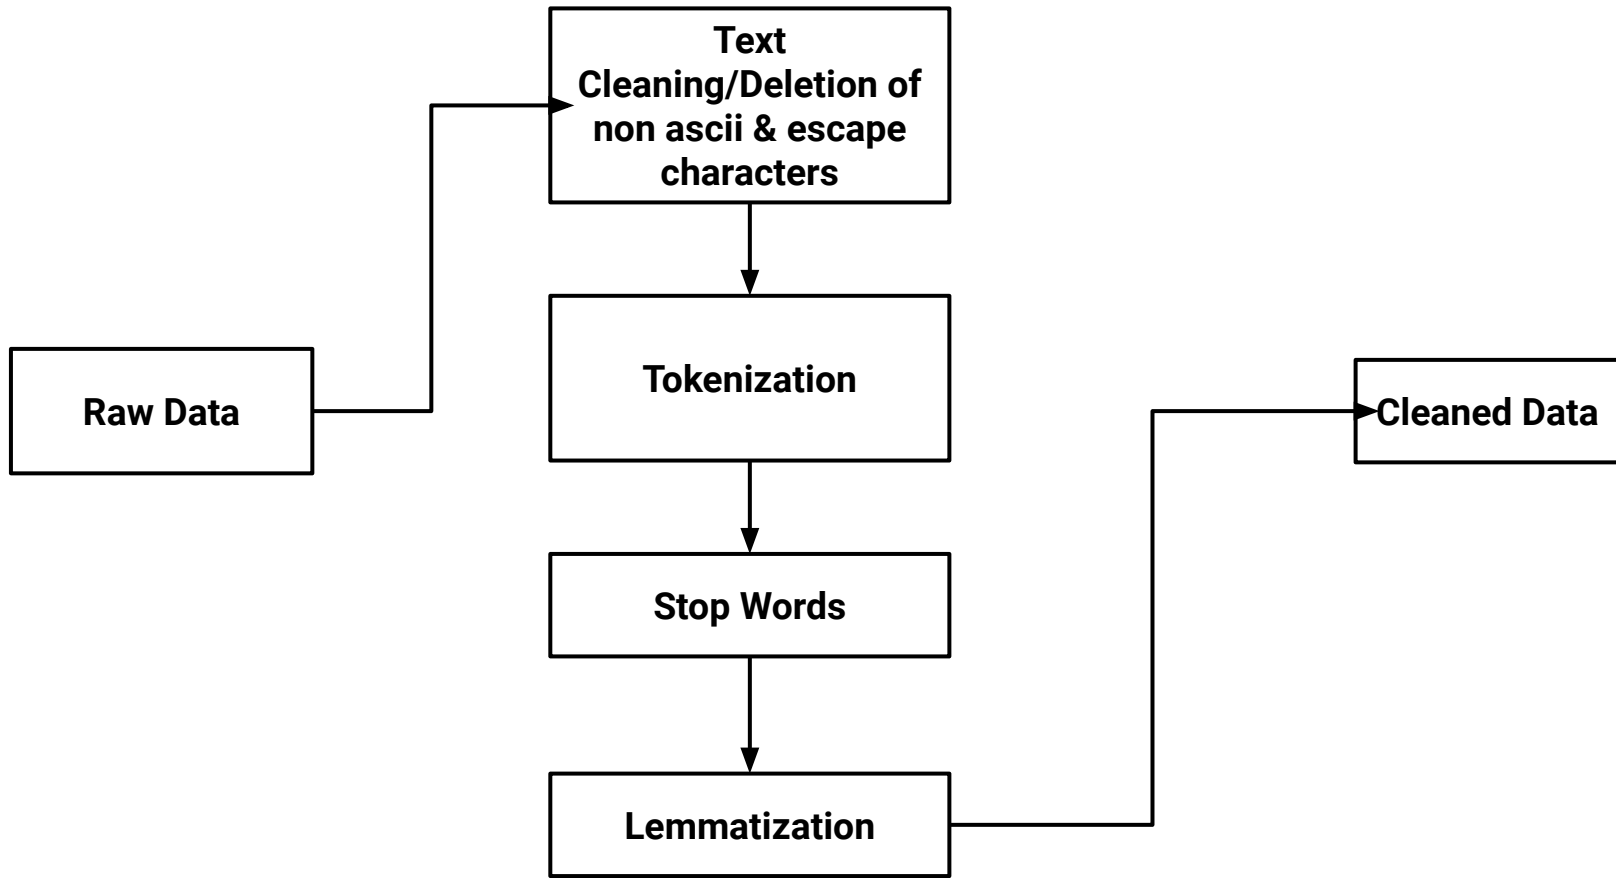 Text
Cleaning/Deletion of
non ascii & escape
characters
Tokenization
Raw Data
Cleaned Data
Stop Words
Lemmatization